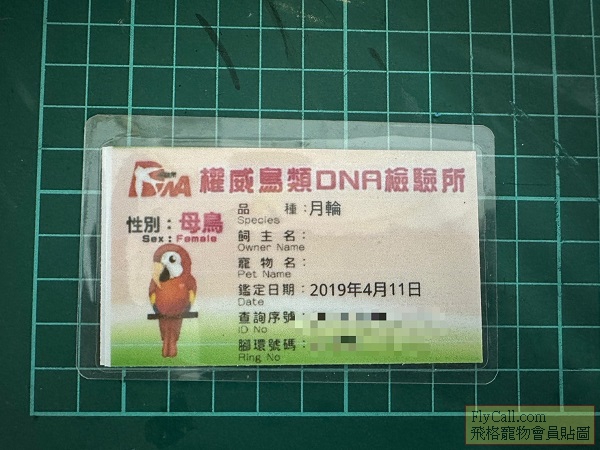 DNA 權威鳥類DNA檢驗所
性別：母鳥
Sex：Female
品種：月輪
Species
飼主名：
Owner Name
寵物名：
Pet Name
鑑定日期：2019年4月11日
Date
查詢序號：
ID No
腳環號碼：
Ring No
FlyCall.com
飛格寵物會員貼圖